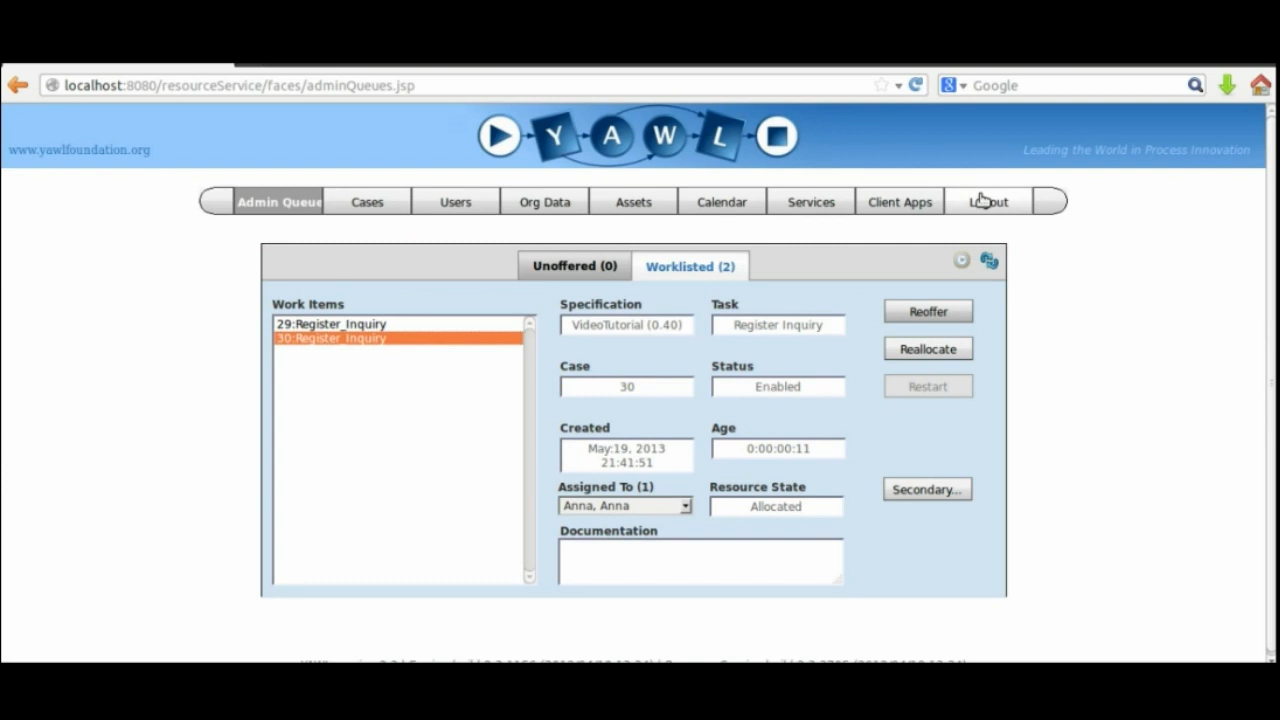 localhost:8080/resourceService/faces/adminQueues.jsp
Google
www.yawlfoundation.org
Y A W L
Leading the World in Process Innovation
Admin Queue
Cases
Users
Org Data
Assets
Calendar
Services
Client Apps
Unoffered (0)
Worklisted (2)
Work Items
29:Register_Inquiry
30:Register_Inquiry
Specification
VideoTutorial (0.40)
Task
Register Inquiry
Case
30
Status
Enabled
Created
May:19, 2013
21:41:51
Age
0:00:00:11
Assigned To (1)
Anna, Anna
Resource State
Allocated
Documentation
Reoffer
Reallocate
Restart
Secondary...